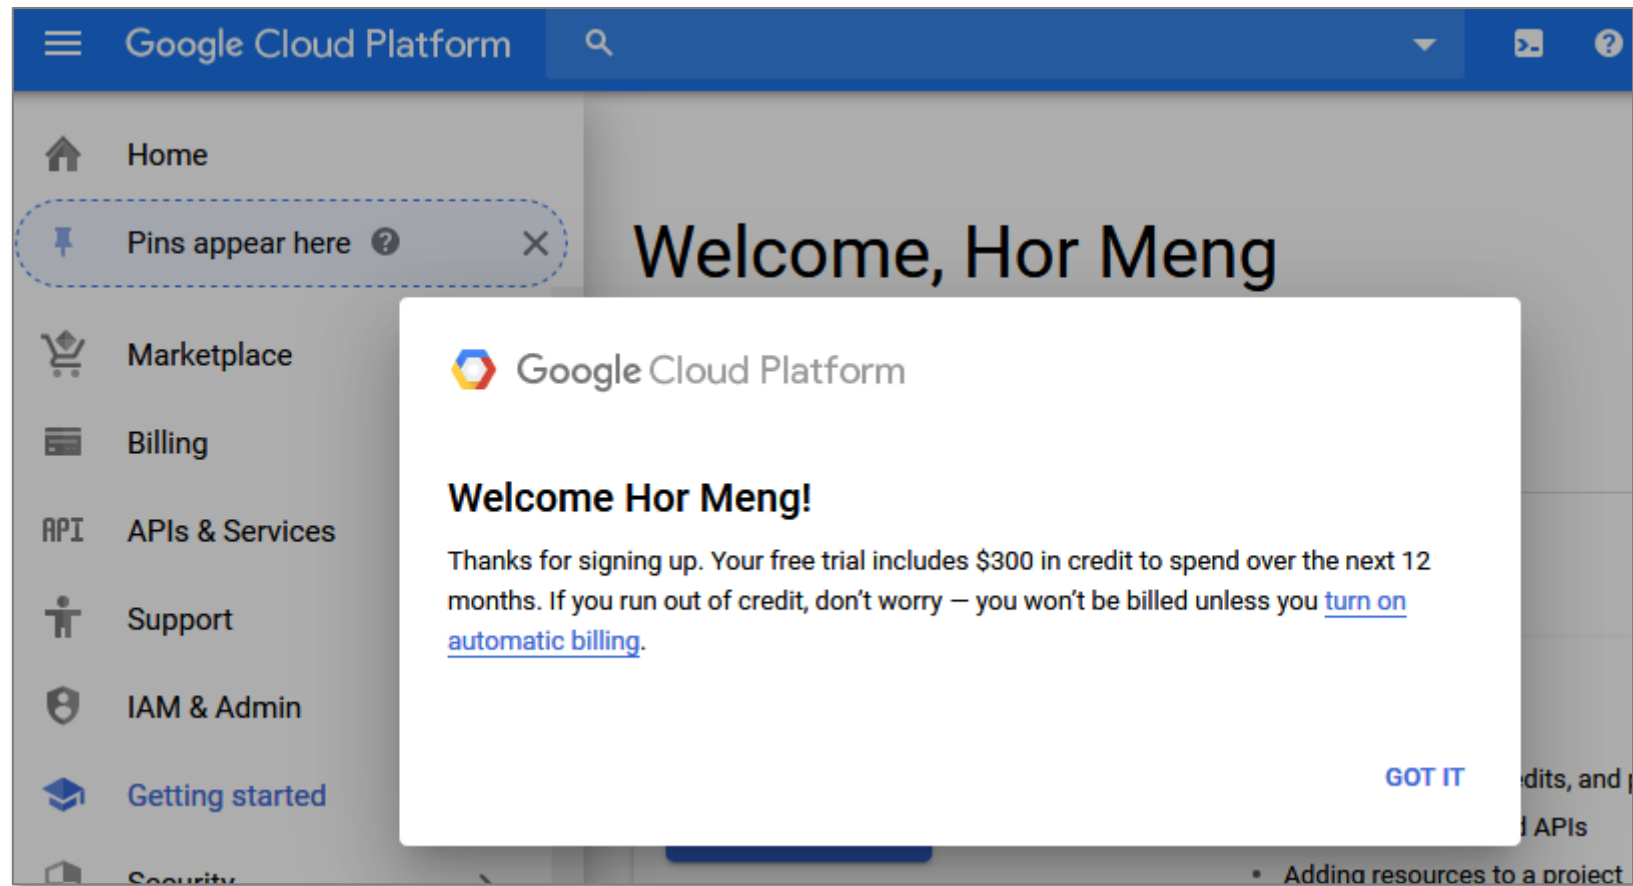 Google Cloud Platform
Home
Pins appear here
Marketplace
Billing
API
APIs & Services
Support
IAM & Admin
Getting started
Security
Welcome, Hor Meng
Google Cloud Platform
Welcome Hor Meng!
Thanks for signing up. Your free trial includes $300 in credit to spend over the next 12
months. If you run out of credit, don't worry — you won't be billed unless you turn on
automatic billing.
GOT IT
edits, and
APIs
• Adding resources to a project